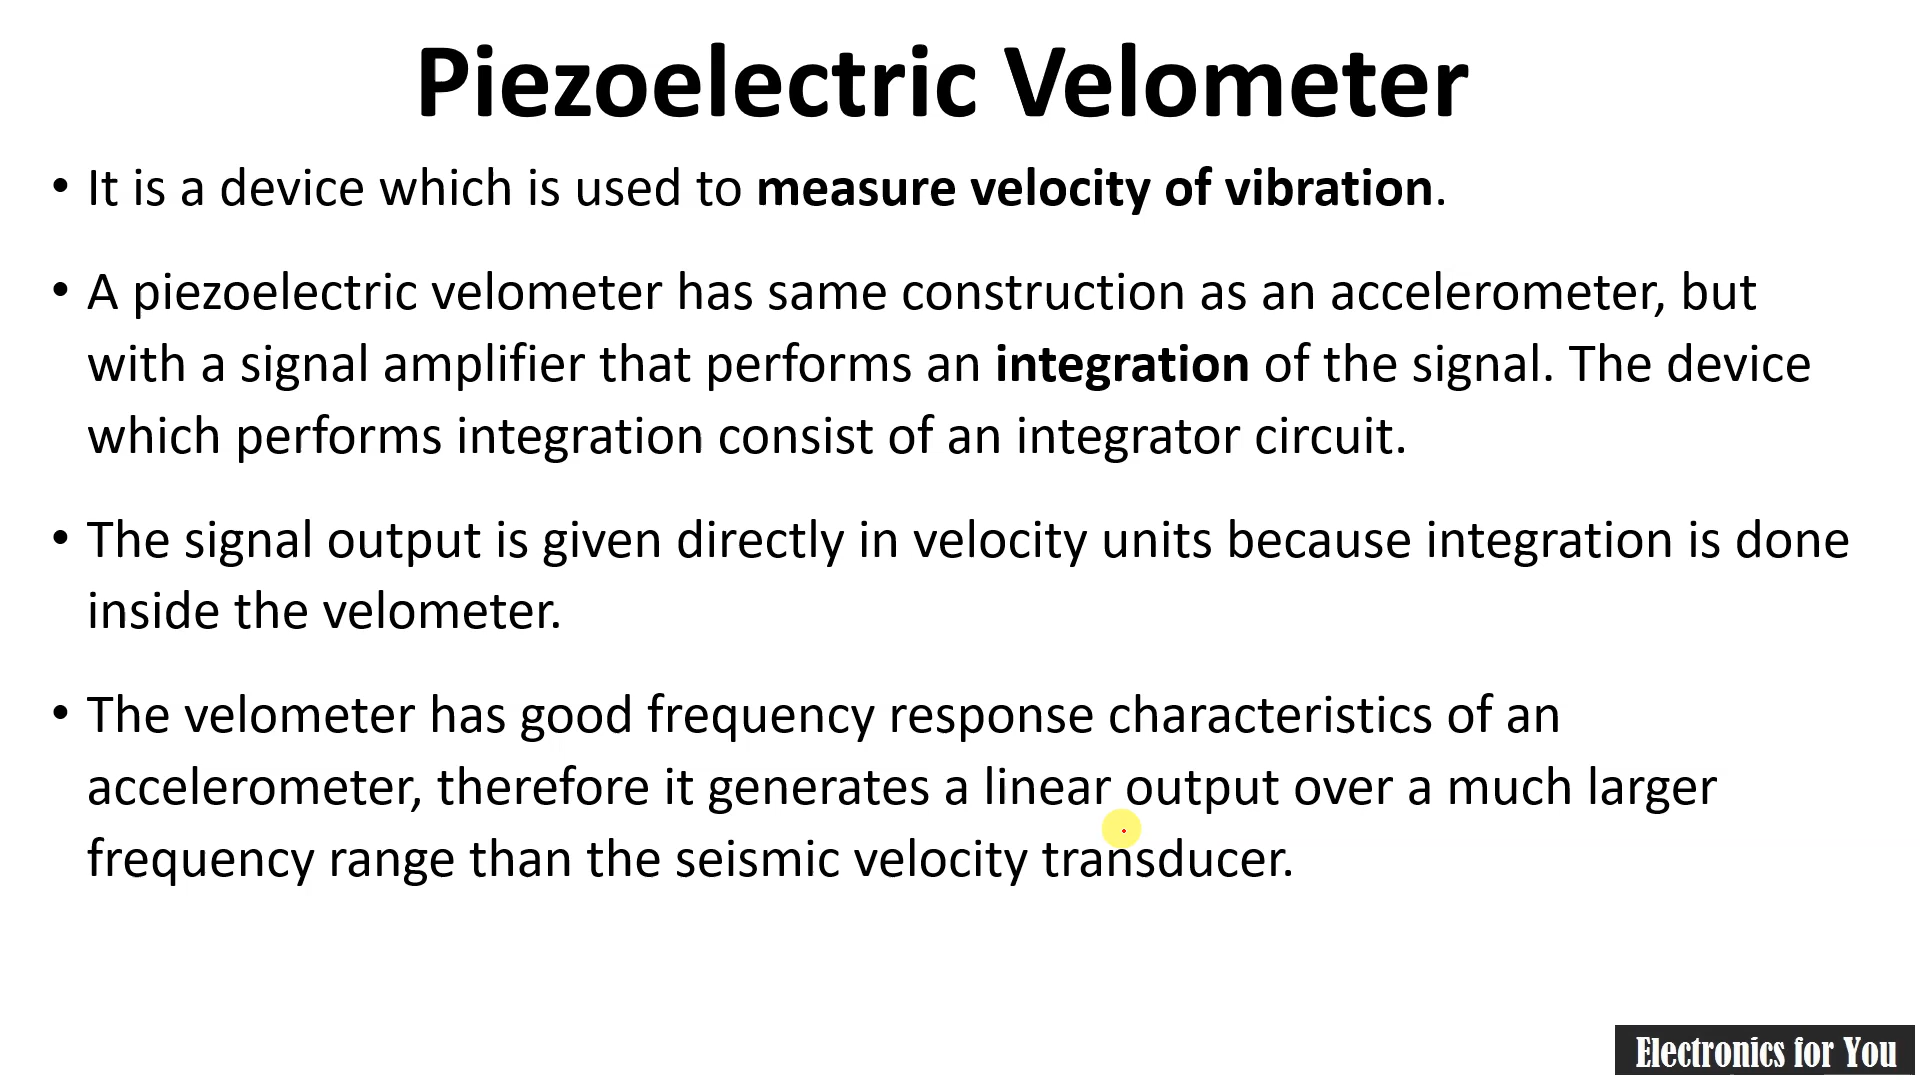 Piezoelectric Velometer
• It is a device which is used to measure velocity of vibration.
• A piezoelectric velometer has same construction as an accelerometer, but
with a signal amplifier that performs an integration of the signal. The device
which performs integration consist of an integrator circuit.
• The signal output is given directly in velocity units because integration is done
inside the velometer.
• The velometer has good frequency response characteristics of an
accelerometer, therefore it generates a linear output over a much larger
frequency range than the seismic velocity transducer.
Electronics for You